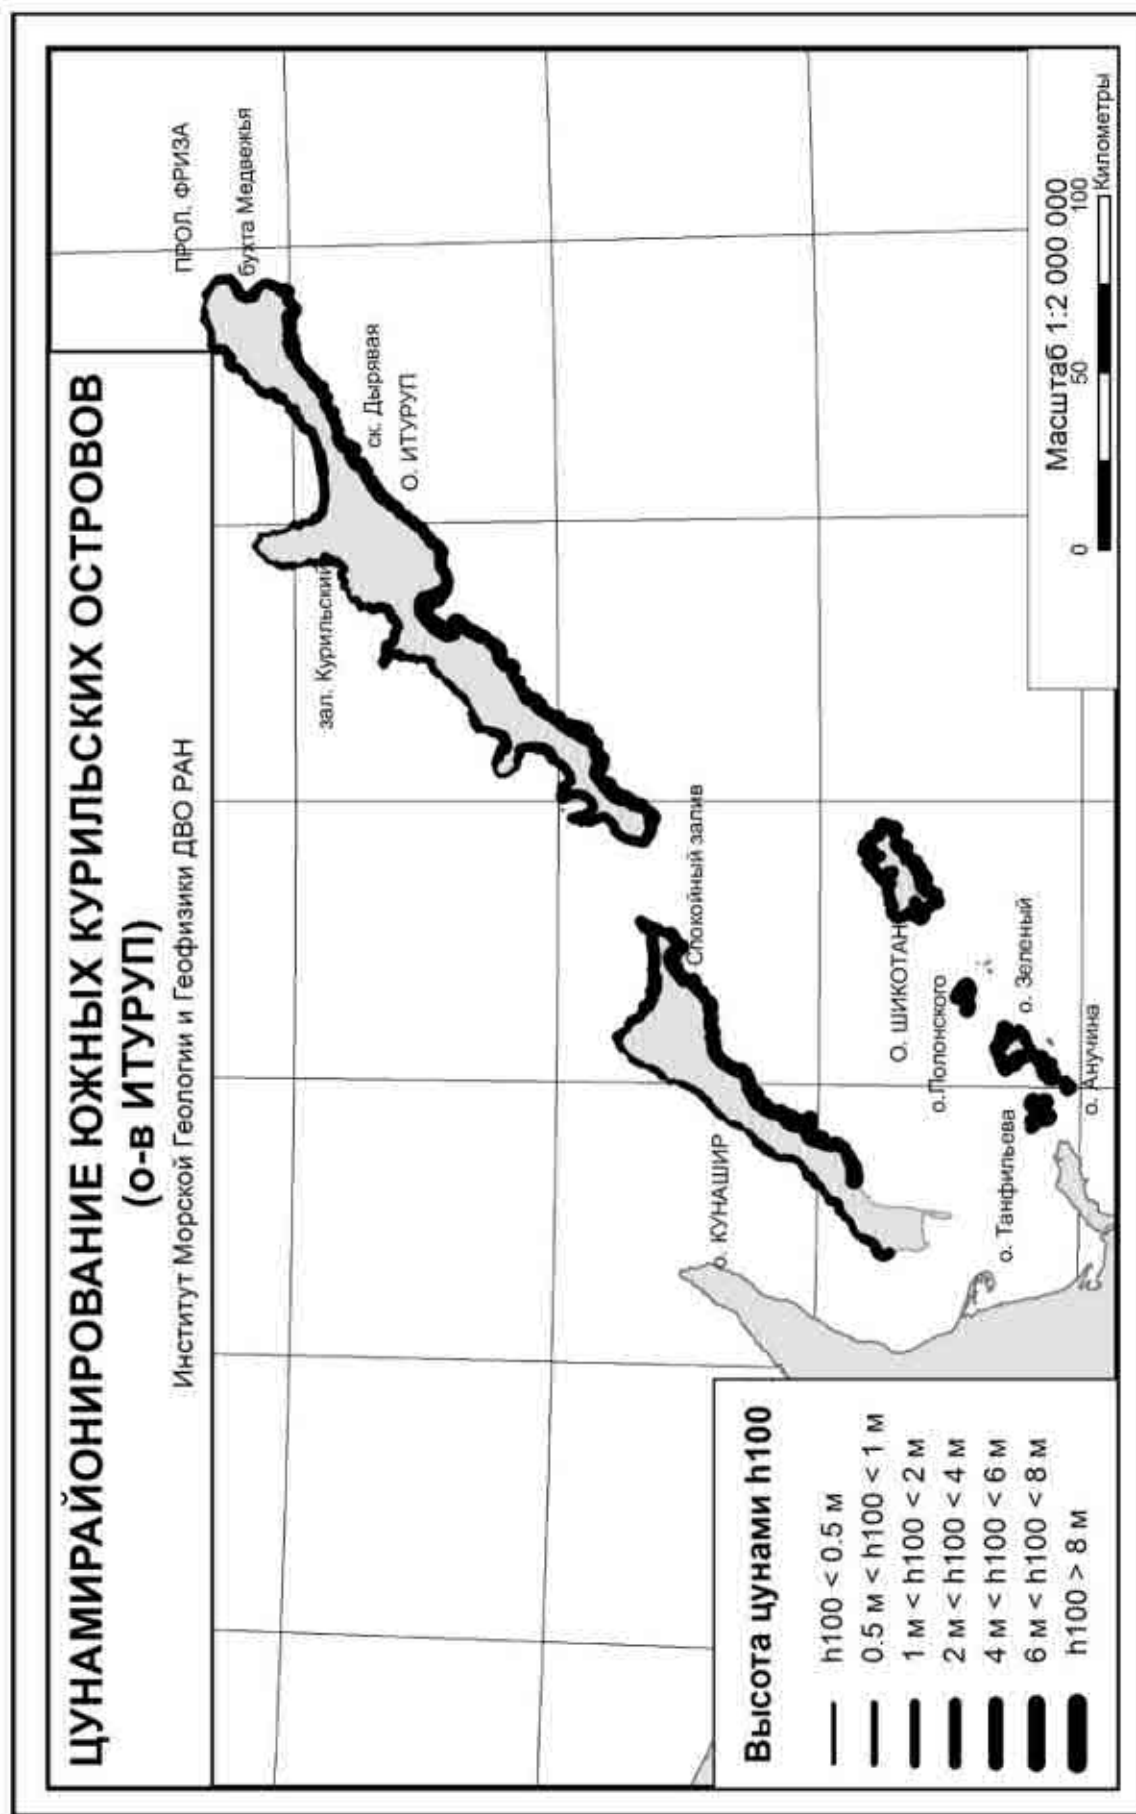 ЦУНАМИРАЙОНИРОВАНИЕ ЮЖНЫХ КУРИЛЬСКИХ ОСТРОВОВ
(о-в ИТУРУП)
Институт Морской Геологии и Геофизики ДВО РАН
ПРОЛ. ФРИЗА
бухта Медвежья
ск. Дырявая
О. ИТУРУП
зал. Курильский
Спокойный залив
о. КУНАШИР
О. ШИКОТАН
о.Полонского
о. Зеленый
о. Танфильева
о. Анучина
Высота цунами h100
h100 < 0.5 м
0.5 м < h100 < 1 м
1 м < h100 < 2 м
2 м < h100 < 4 м
4 м < h100 < 6 м
6 м < h100 < 8 м
h100 > 8 м
Масштаб 1:2 000 000
0 50 100
Километры